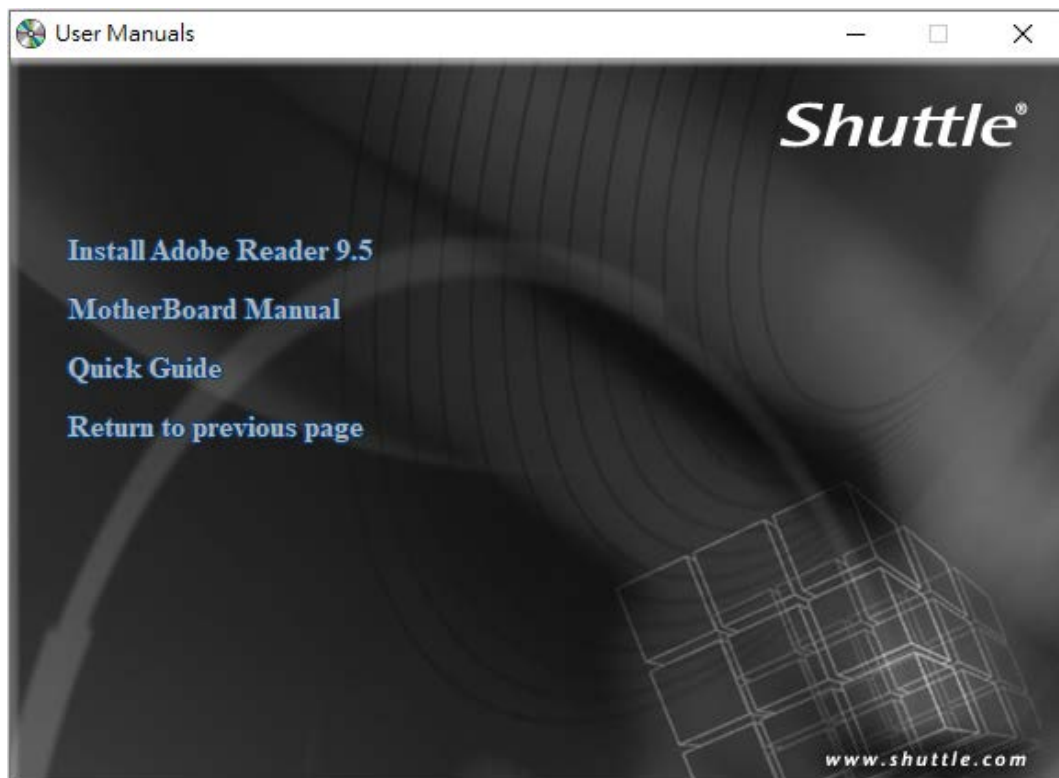 User Manuals
Shuttle®
Install Adobe Reader 9.5
MotherBoard Manual
Quick Guide
Return to previous page
www.shuttle.com